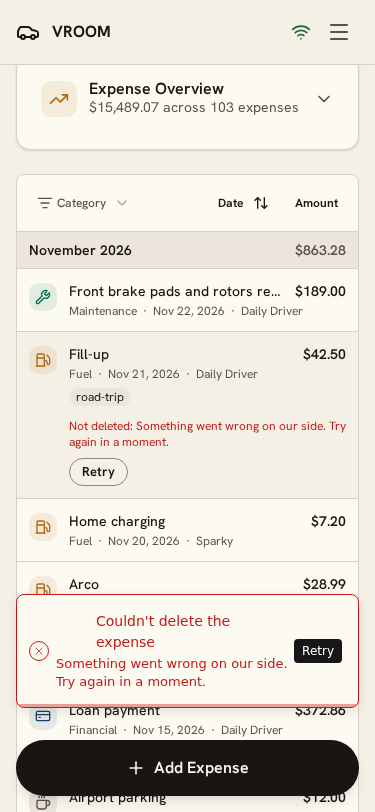 VROOM
Expense Overview
$15,489.07 across 103 expenses
Category Date Amount
November 2026 $863.28
Front brake pads and rotors re... $189.00
Maintenance · Nov 22, 2026 · Daily Driver
Fill-up $42.50
Fuel · Nov 21, 2026 · Daily Driver
road-trip
Not deleted: Something went wrong on our side. Try
again in a moment.
Retry
Home charging $7.20
Fuel · Nov 20, 2026 · Sparky
Arco $28.99
Couldn't delete the
expense
Something went wrong on our side.
Try again in a moment.
Retry
Loan payment $372.86
Financial · Nov 15, 2026 · Daily Driver
Add Expense
Airport parking $12.00